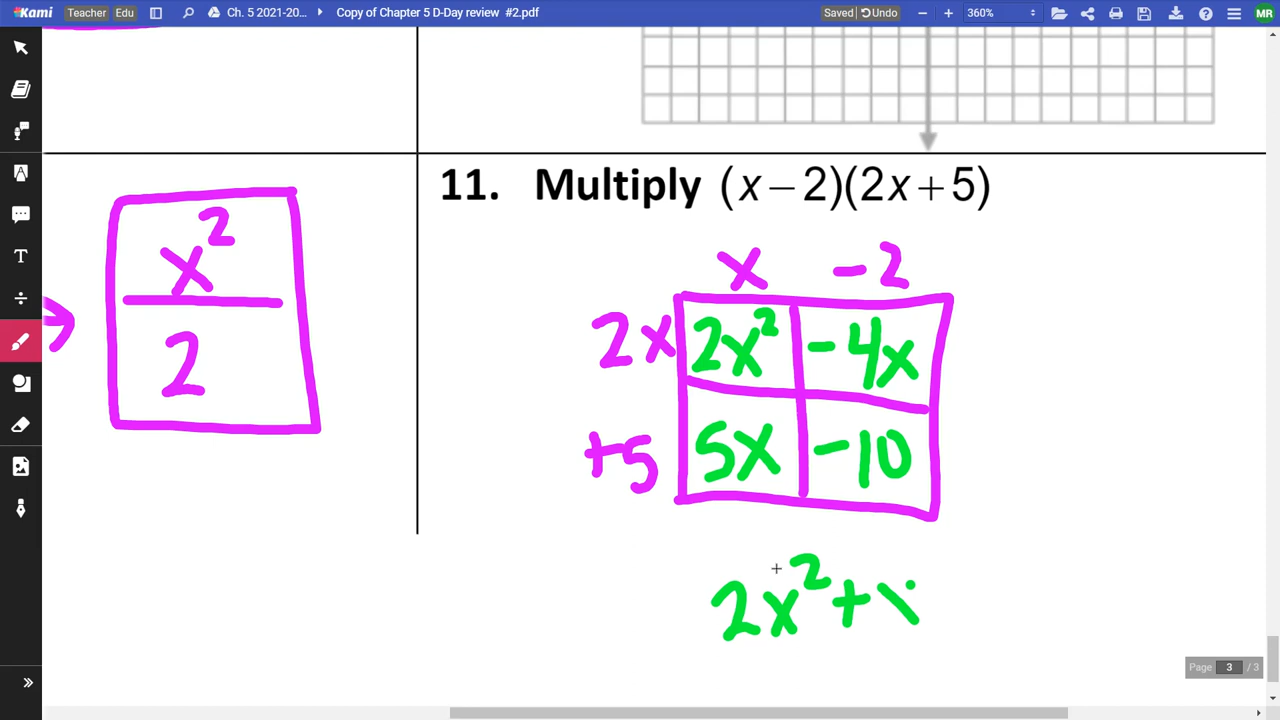 Kami Teacher Edu Ch. 5 2021-20... Copy of Chapter 5 D-Day review #2.pdf Saved Undo 360% MR
11. Multiply (x−2)(2x+5)
x²
2
x −2
2x 2x² −4x
+5 5x −10
2x²+
Page 3 / 3